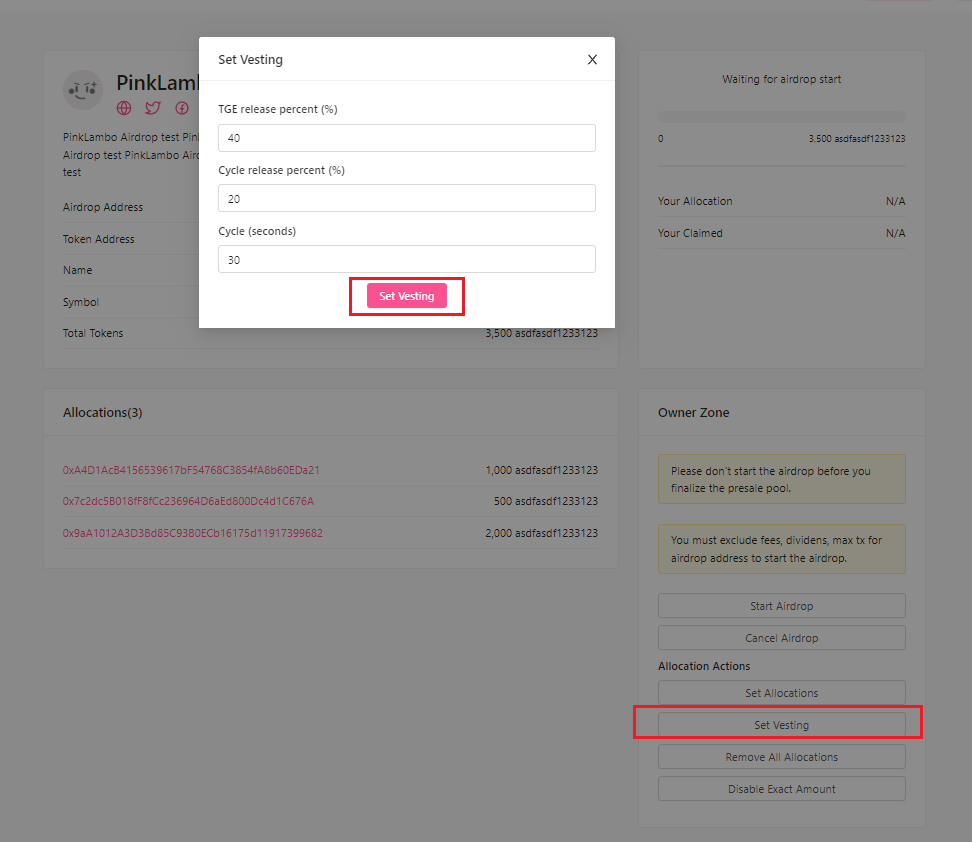 Set Vesting
X
TGE release percent (%)
40
Cycle release percent (%)
20
Cycle (seconds)
30
Set Vesting
PinkLamb
PinkLambo Airdrop test Pin
Airdrop test PinkLambo Airc
test
Airdrop Address
Token Address
Name
Symbol
Total Tokens 3,500 asdfasdf1233123
Waiting for airdrop start
0 3,500 asdfasdf1233123
Your Allocation N/A
Your Claimed N/A
Allocations(3)
0xA4D1AcB4156539617bF54768C3854fA8b60EDa21 1,000 asdfasdf1233123
0x7c2dc5B018fF8fCc236964D6aEd800Dc4d1C676A 500 asdfasdf1233123
0x9aA1012A3D38d85C9380ECb16175d11917399682 2,000 asdfasdf1233123
Owner Zone
Please don't start the airdrop before you
finalize the presale pool.
You must exclude fees, dividens, max tx for
airdrop address to start the airdrop.
Start Airdrop
Cancel Airdrop
Allocation Actions
Set Allocations
Set Vesting
Remove All Allocations
Disable Exact Amount